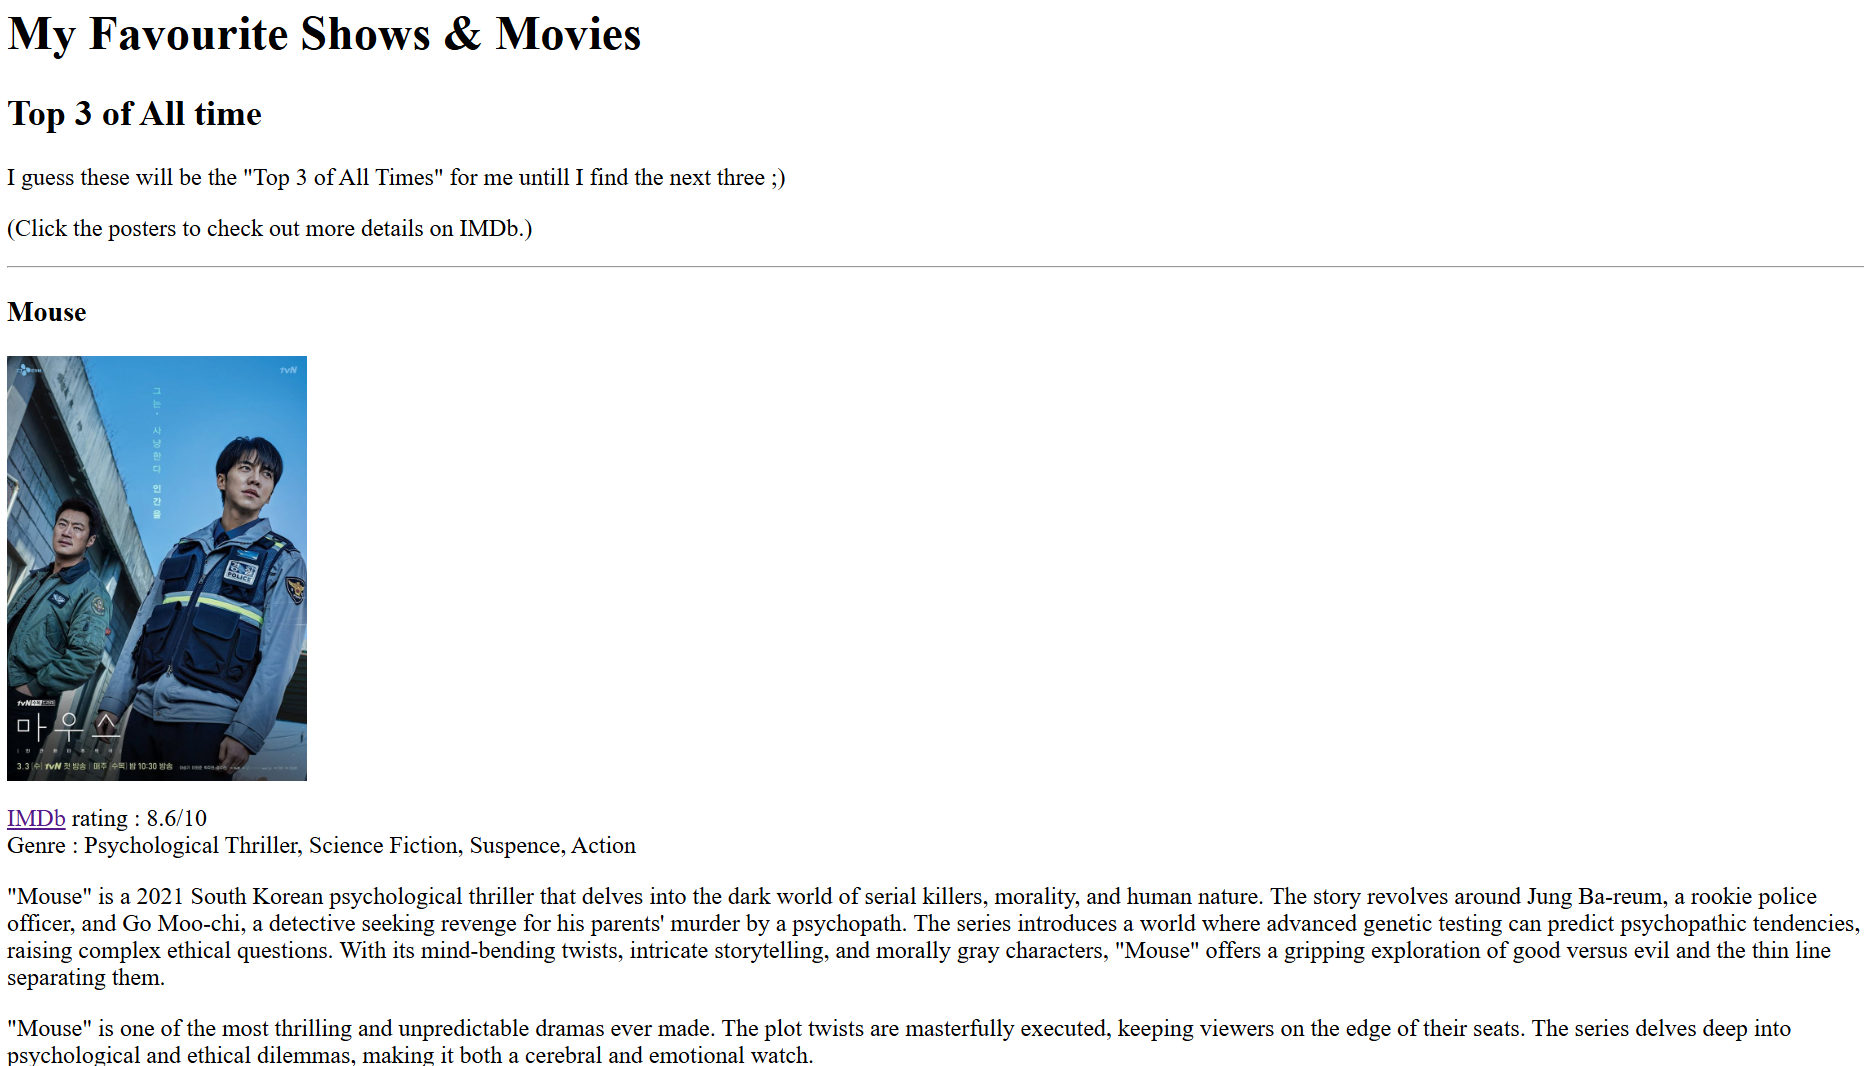 My Favourite Shows & Movies
Top 3 of All time
I guess these will be the "Top 3 of All Times" for me untill I find the next three ;)
(Click the posters to check out more details on IMDb.)
Mouse
tvN
그는, 사냥한다 인간을
경찰
POLICE
tvN
마우스
3.3 (수) tvN 첫 방송 | 매주 (수목) 밤 10:30 방송
IMDb rating : 8.6/10
Genre : Psychological Thriller, Science Fiction, Suspence, Action
"Mouse" is a 2021 South Korean psychological thriller that delves into the dark world of serial killers, morality, and human nature. The story revolves around Jung Ba-reum, a rookie police
officer, and Go Moo-chi, a detective seeking revenge for his parents' murder by a psychopath. The series introduces a world where advanced genetic testing can predict psychopathic tendencies,
raising complex ethical questions. With its mind-bending twists, intricate storytelling, and morally gray characters, "Mouse" offers a gripping exploration of good versus evil and the thin line
separating them.
"Mouse" is one of the most thrilling and unpredictable dramas ever made. The plot twists are masterfully executed, keeping viewers on the edge of their seats. The series delves deep into
psychological and ethical dilemmas, making it both a cerebral and emotional watch.